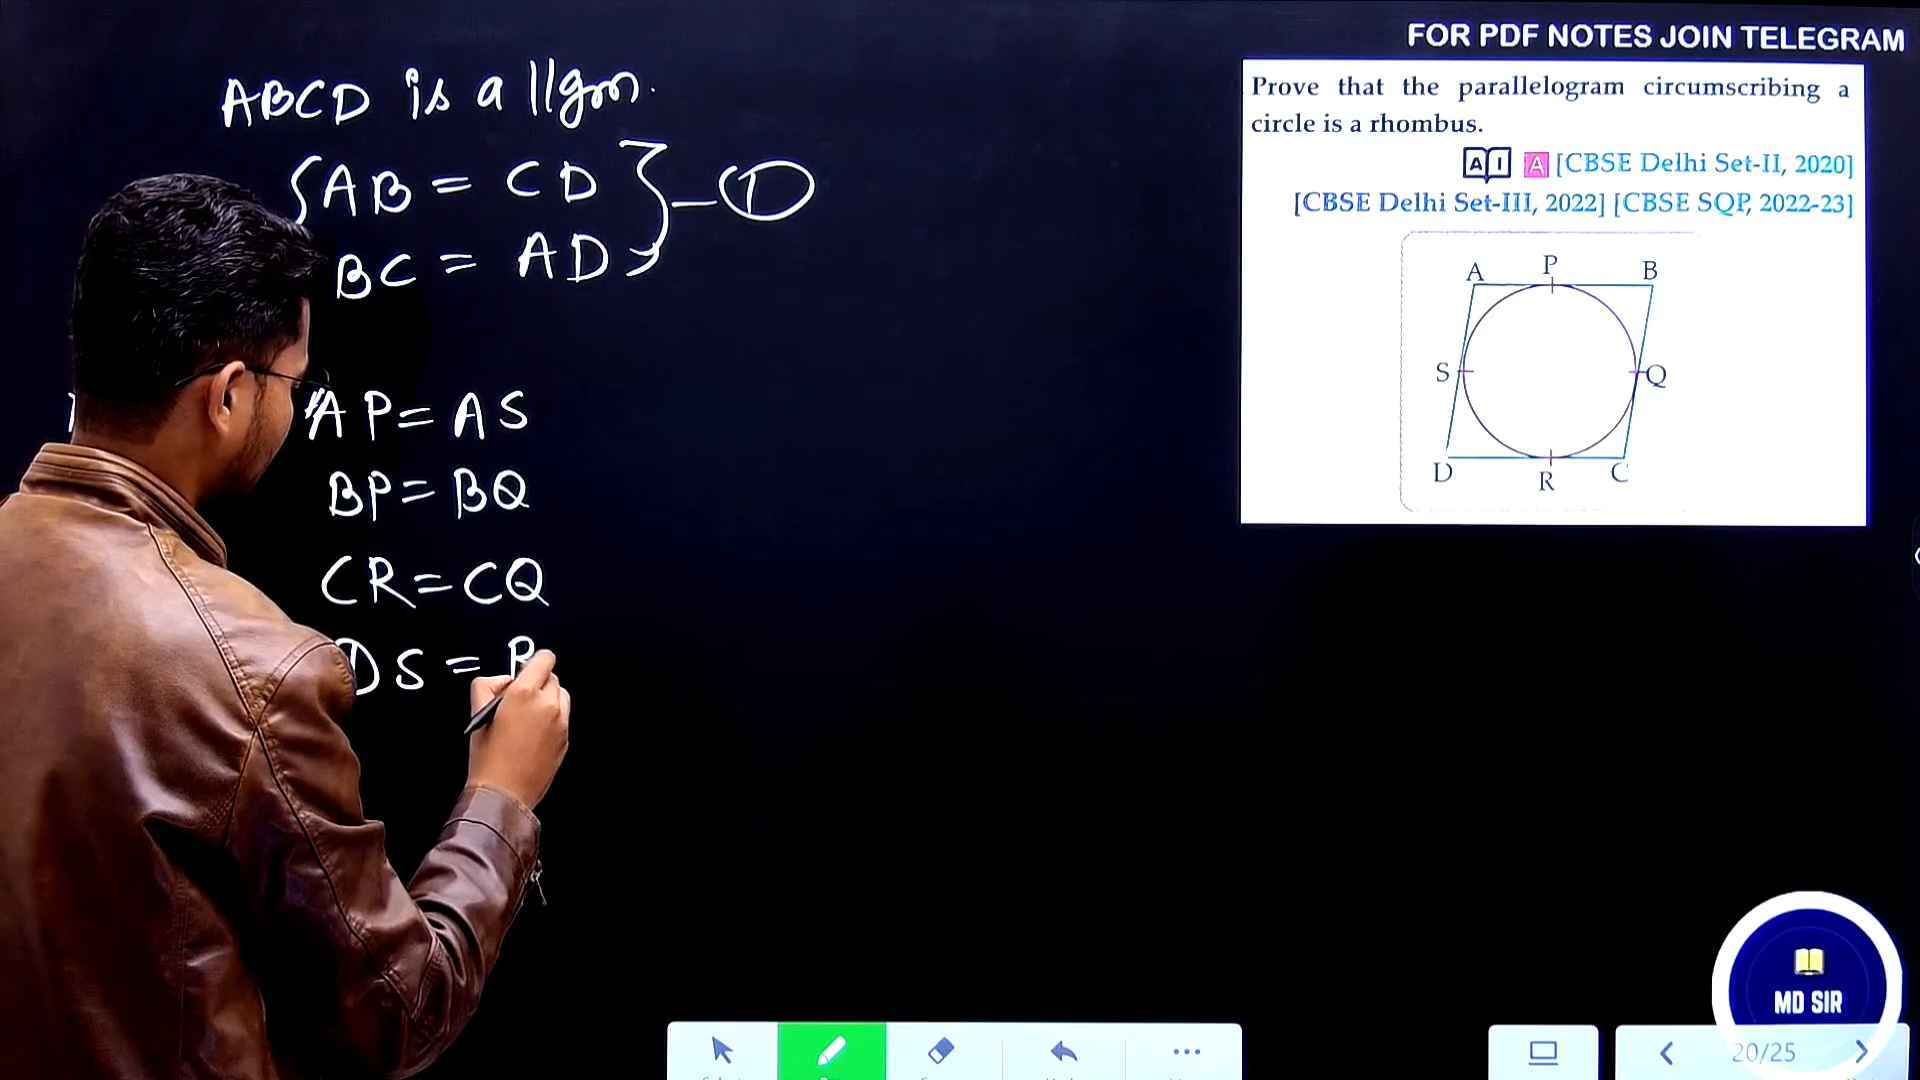 FOR PDF NOTES JOIN TELEGRAM
ABCD is a ||gm.
AB = CD
BC = AD
1
AP = AS
BP = BQ
CR = CQ
DS =
Prove that the parallelogram circumscribing a
circle is a rhombus.
AI A [CBSE Delhi Set-II, 2020]
[CBSE Delhi Set-III, 2022] [CBSE SQP, 2022-23]
A P B
S Q
D R C
MD SIR
20/25